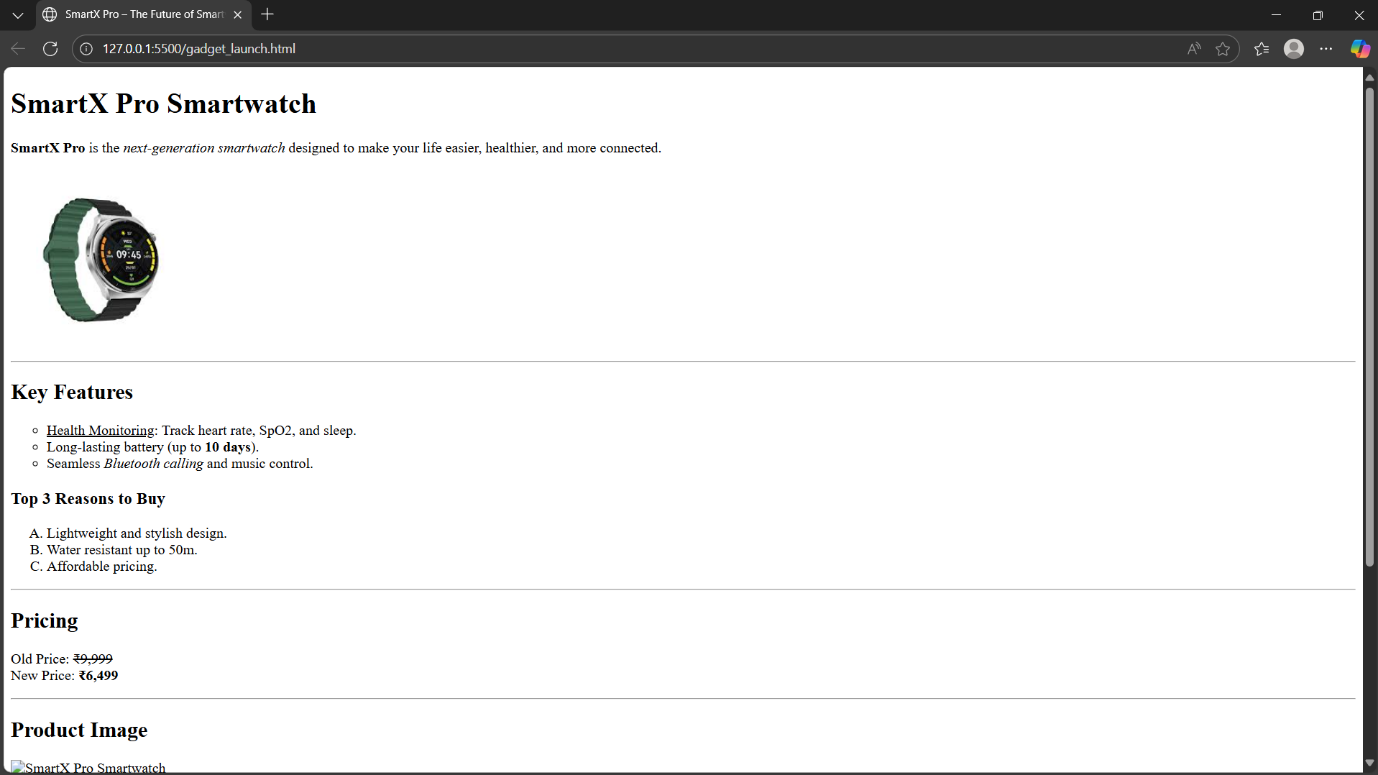 SmartX Pro – The Future of Smart
127.0.0.1:5500/gadget_launch.html
SmartX Pro Smartwatch
SmartX Pro is the next-generation smartwatch designed to make your life easier, healthier, and more connected.
09:45
Key Features
Health Monitoring: Track heart rate, SpO2, and sleep.
Long-lasting battery (up to 10 days).
Seamless Bluetooth calling and music control.
Top 3 Reasons to Buy
A. Lightweight and stylish design.
B. Water resistant up to 50m.
C. Affordable pricing.
Pricing
Old Price: ₹9,999
New Price: ₹6,499
Product Image
SmartX Pro Smartwatch